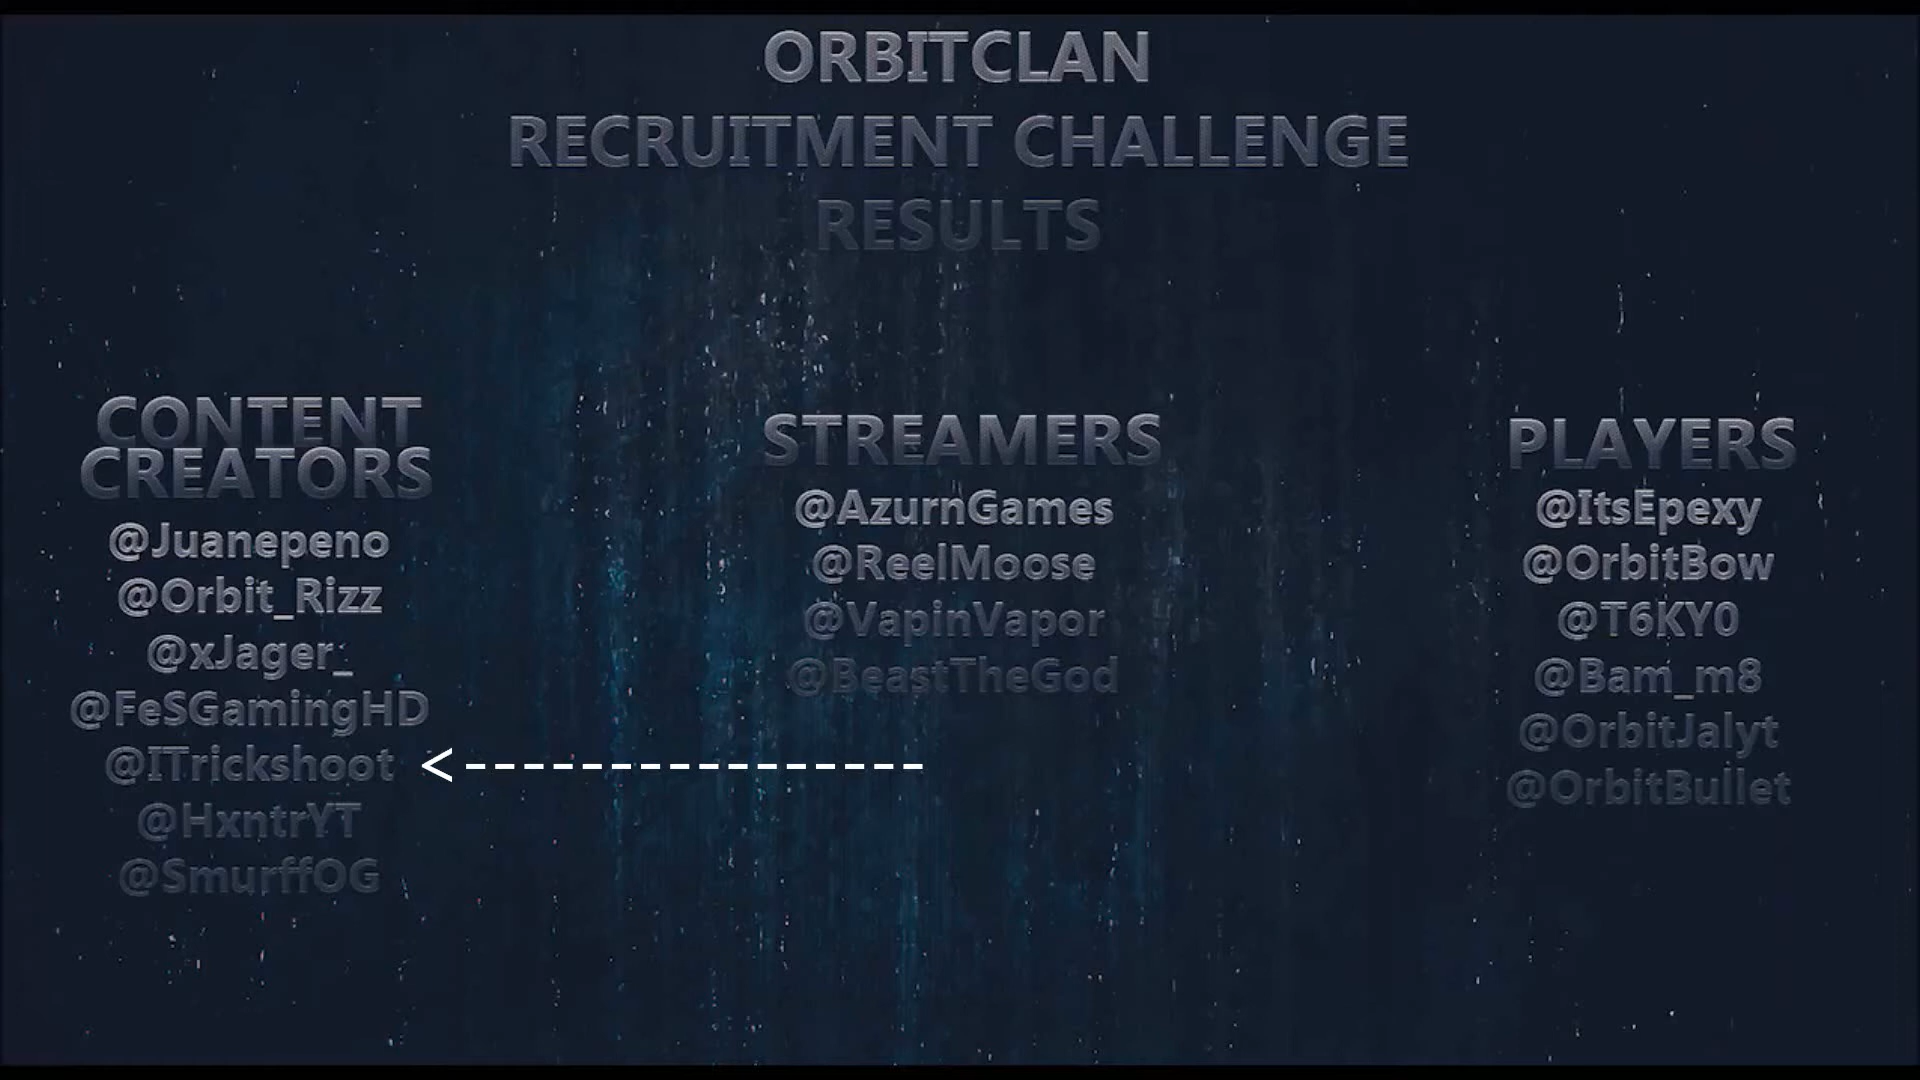 ORBITCLAN
RECRUITMENT CHALLENGE
RESULTS
CONTENT
CREATORS
@Juanepeno
@Orbit_Rizz
@xJager_
@FeSGamingHD
@ITrickshoot
@HxntrYT
@SmurffOG
STREAMERS
@AzurnGames
@ReelMoose
@VapinVapor
@BeastTheGod
PLAYERS
@ItsEpexy
@OrbitBow
@T6KY0
@Bam_m8
@OrbitJalyt
@OrbitBullet